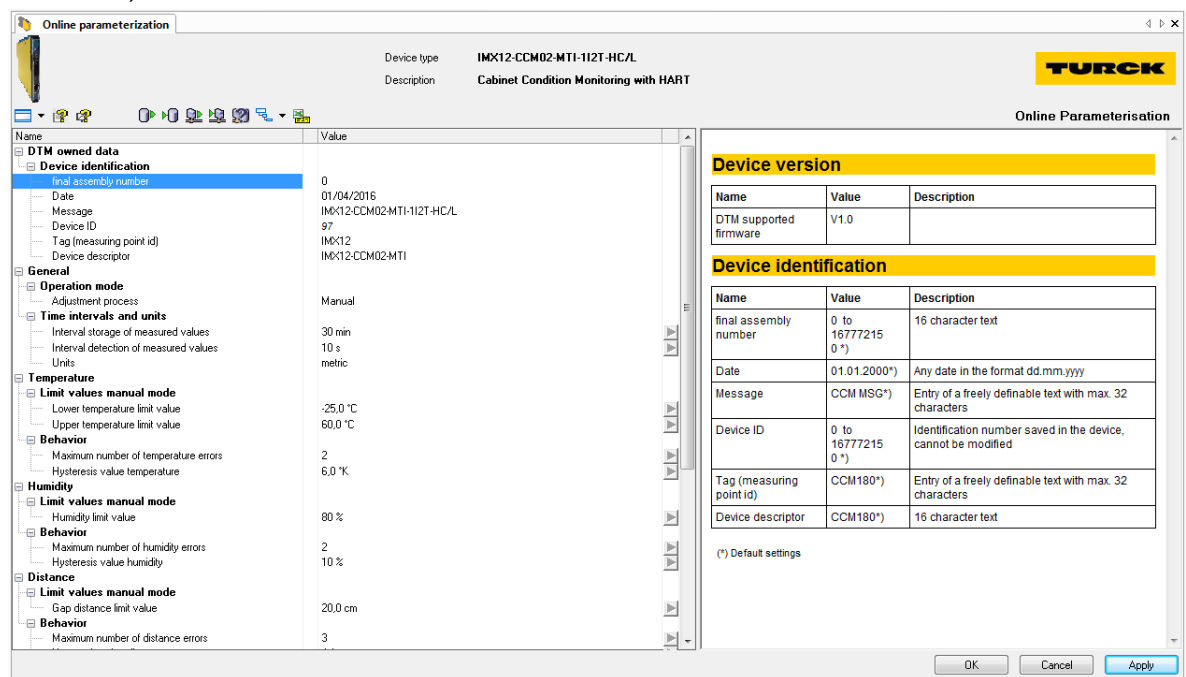 Online parameterization
Device type IMX12-CCM02-MTI-1I2T-HC/L
Description Cabinet Condition Monitoring with HART
TURCK
Online Parameterisation
Name Value
DTM owned data
Device identification
final assembly number 0
Date 01/04/2016
Message IMX12-CCM02-MTI-1I2T-HC/L
Device ID 97
Tag (measuring point id) IMX12
Device descriptor IMX12-CCM02-MTI
General
Operation mode
Adjustment process Manual
Time intervals and units
Interval storage of measured values 30 min
Interval detection of measured values 10 s
Units metric
Temperature
Limit values manual mode
Lower temperature limit value -25,0 °C
Upper temperature limit value 60,0 °C
Behavior
Maximum number of temperature errors 2
Hysteresis value temperature 6,0 °K
Humidity
Limit values manual mode
Humidity limit value 80 %
Behavior
Maximum number of humidity errors 2
Hysteresis value humidity 10 %
Distance
Limit values manual mode
Gap distance limit value 20,0 cm
Behavior
Maximum number of distance errors 3
Device version
Name Value Description
DTM supported V1.0
firmware
Device identification
Name Value Description
final assembly 0 to 16 character text
number 16777215
0 *)
Date 01.01.2000*) Any date in the format dd.mm.yyyy
Message CCM MSG*) Entry of a freely definable text with max. 32
characters
Device ID 0 to Identification number saved in the device,
16777215 cannot be modified
0 *)
Tag (measuring CCM180*) Entry of a freely definable text with max. 32
point id) characters
Device descriptor CCM180*) 16 character text
(*) Default settings
OK Cancel Apply